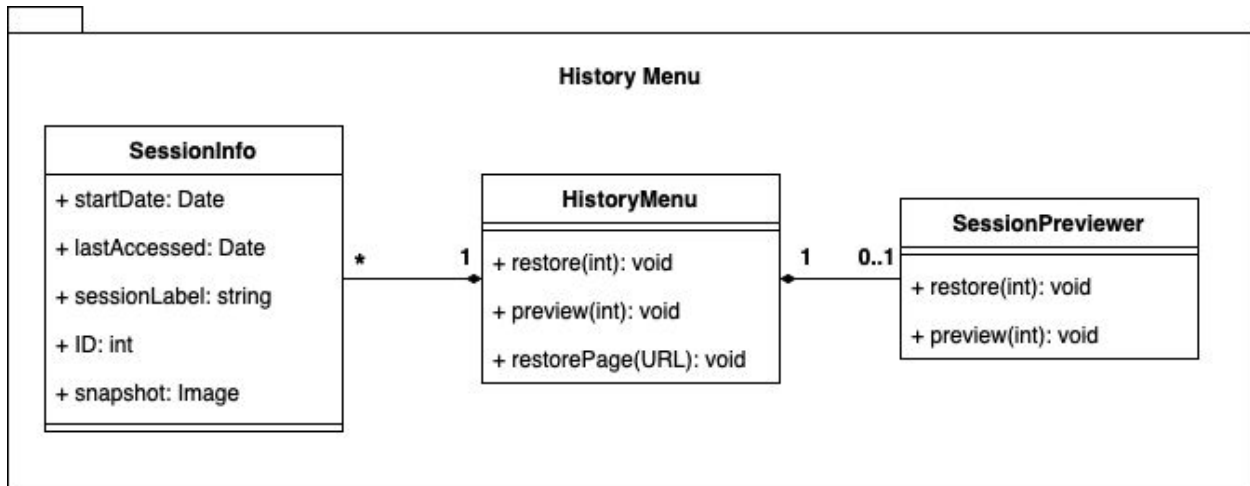 History Menu
SessionInfo
+ startDate: Date
+ lastAccessed: Date
+ sessionLabel: string
+ ID: int
+ snapshot: Image
*
1
HistoryMenu
+ restore(int): void
+ preview(int): void
+ restorePage(URL): void
1
0..1
SessionPreviewer
+ restore(int): void
+ preview(int): void